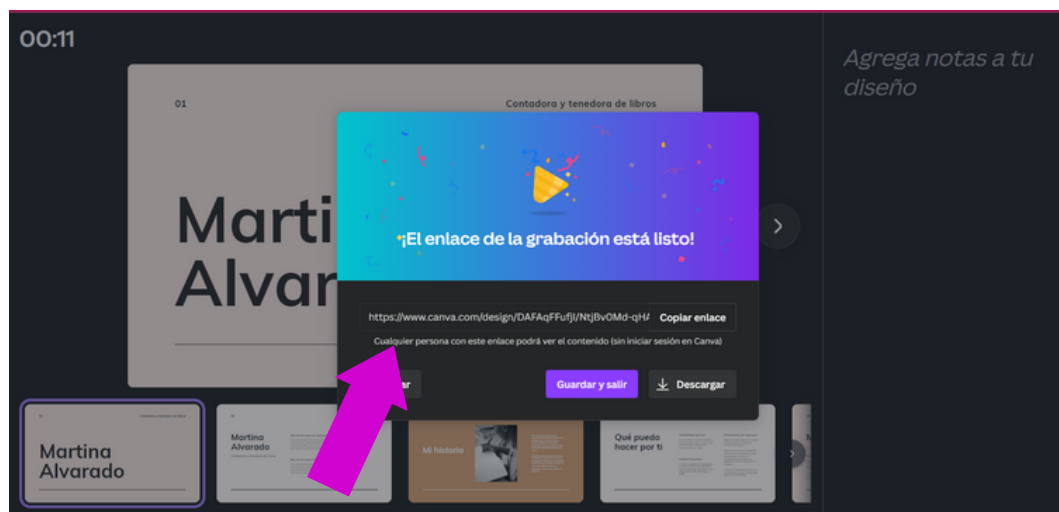 00:11
Agrega notas a tu
diseño
01
Contadora y tenedora de libros
Marti
Alvar
¡El enlace de la grabación está listo!
https://www.canva.com/design/DAFAqFFufjI/NtjBv0Md-qHA
Copiar enlace
Cualquier persona con este enlace podrá ver el contenido (sin iniciar sesión en Canva)
Guardar y salir
Descargar
Martina
Alvarado
Martina
Alvarado
Mi historia
Qué puedo
hacer por ti